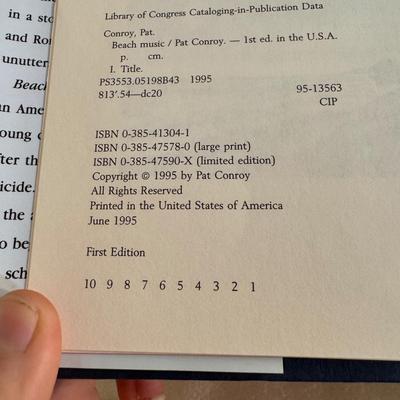 in a sto
and Ro
unutter
Beac
an Ame
oung
fter th
icide.
the
o be
sch
Library of Congress Cataloging-in-Publication Data
Conroy, Pat.
Beach music / Pat Conroy. — 1st ed. in the U.S.A.
p. cm.
I. Title.
PS3553.05198B43 1995
813'.54—dc20 95-13563
CIP
ISBN 0-385-41304-1
ISBN 0-385-47578-0 (large print)
ISBN 0-385-47590-X (limited edition)
Copyright © 1995 by Pat Conroy
All Rights Reserved
Printed in the United States of America
June 1995
First Edition
10 9 8 7 6 5 4 3 2 1